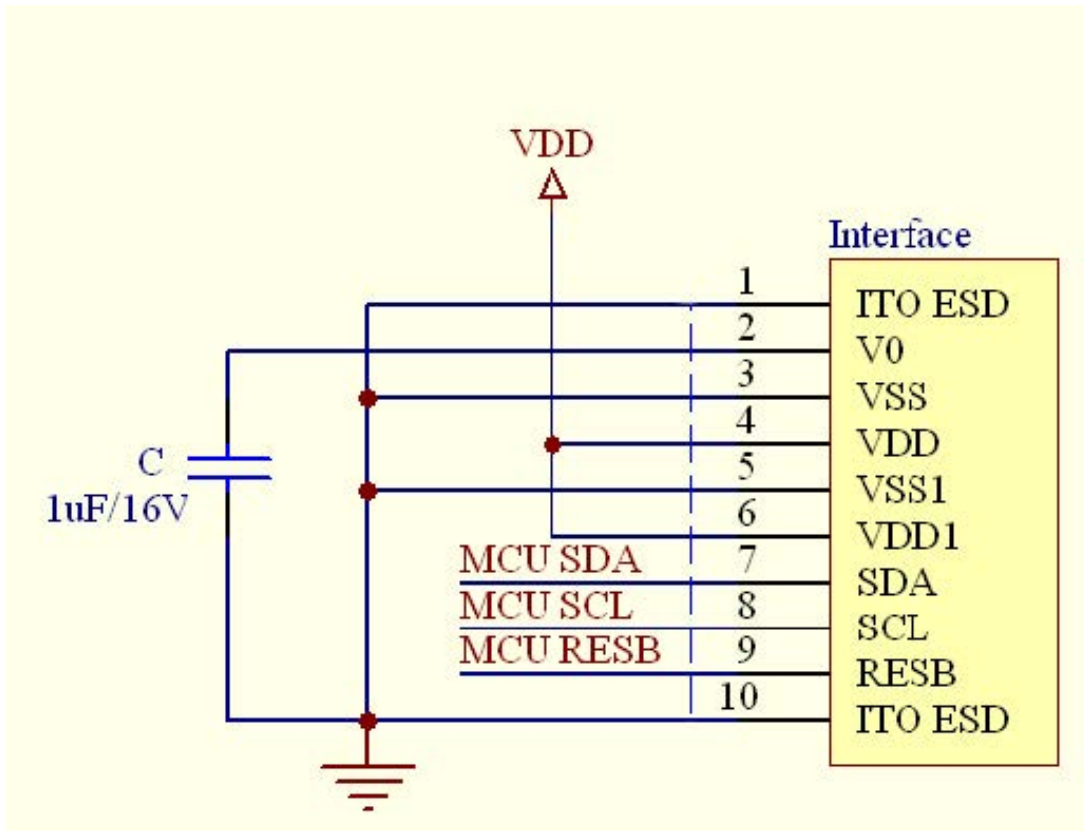 VDD
Interface
1 ITO ESD
2 V0
3 VSS
4 VDD
C 5 VSS1
1uF/16V 6 VDD1
MCU SDA 7 SDA
MCU SCL 8 SCL
MCU RESB 9 RESB
10 ITO ESD